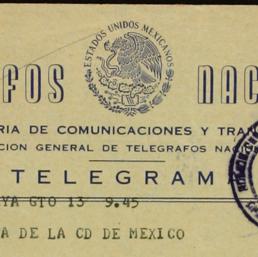 ESTADOS UNIDOS MEXICANOS
FOS NAC
RIA DE COMUNICACIONES Y TRAN
CION GENERAL DE TELEGRAFOS NAC
TELEGRAMA
YA GTO 13 9.45
A DE LA CD DE MEXICO